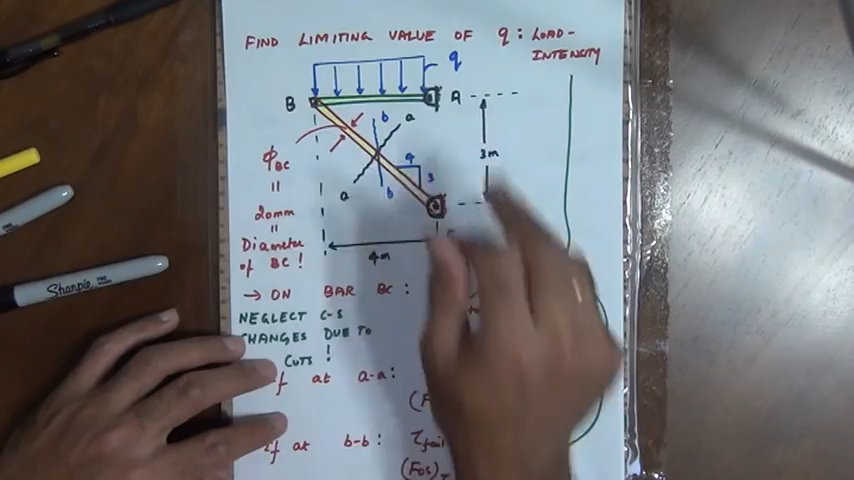 FIND LIMITING VALUE OF q: LOAD-
INTENSITY
q
B
A
b
a
ϕBC
4
3
3m
a
b
=
20mm
=
Diameter
of BC!
4m
Sharpie
→ ON BAR BC:
NEGLECT C-S
CHANGES DUE TO
CUTS!
at a-a:
at b-b:
(FoS)